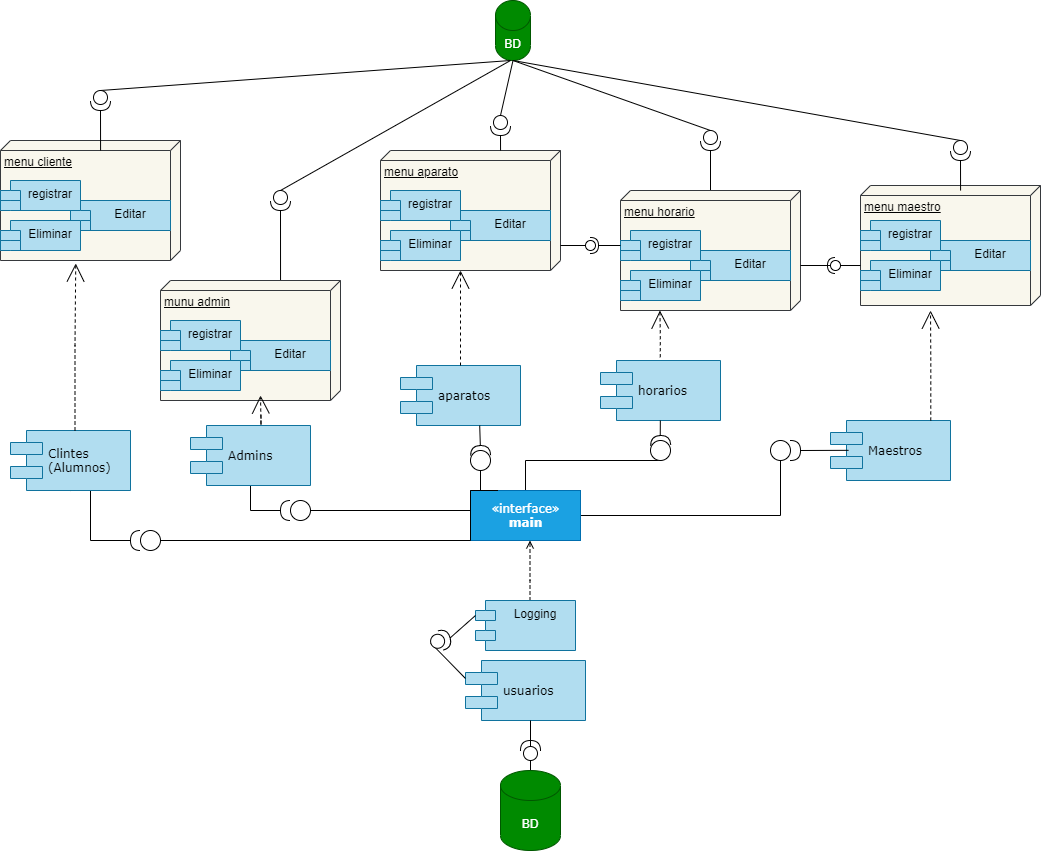 BD
menu cliente
registrar
Editar
Eliminar
munu admin
registrar
Editar
Eliminar
menu aparato
registrar
Editar
Eliminar
menu horario
registrar
Editar
Eliminar
menu maestro
registrar
Editar
Eliminar
Clintes
(Alumnos)
Admins
aparatos
horarios
Maestros
«interface»
main
Logging
usuarios
BD